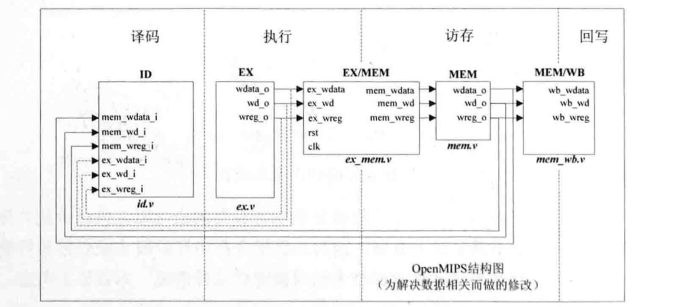 译码 执行 访存 回写
ID EX EX/MEM MEM MEM/WB
wdata_o ex_wdata mem_wdata wdata_o wb_wdata
wd_o ex_wd mem_wd wd_o wb_wd
wreg_o ex_wreg mem_wreg wreg_o wb_wreg
mem_wdata_i rst
mem_wd_i clk
mem_wreg_i ex_mem.v mem.v mem_wb.v
ex_wdata_i
ex_wd_i
ex_wreg_i
id.v ex.v
OpenMIPS结构图
(为解决数据相关而做的修改)